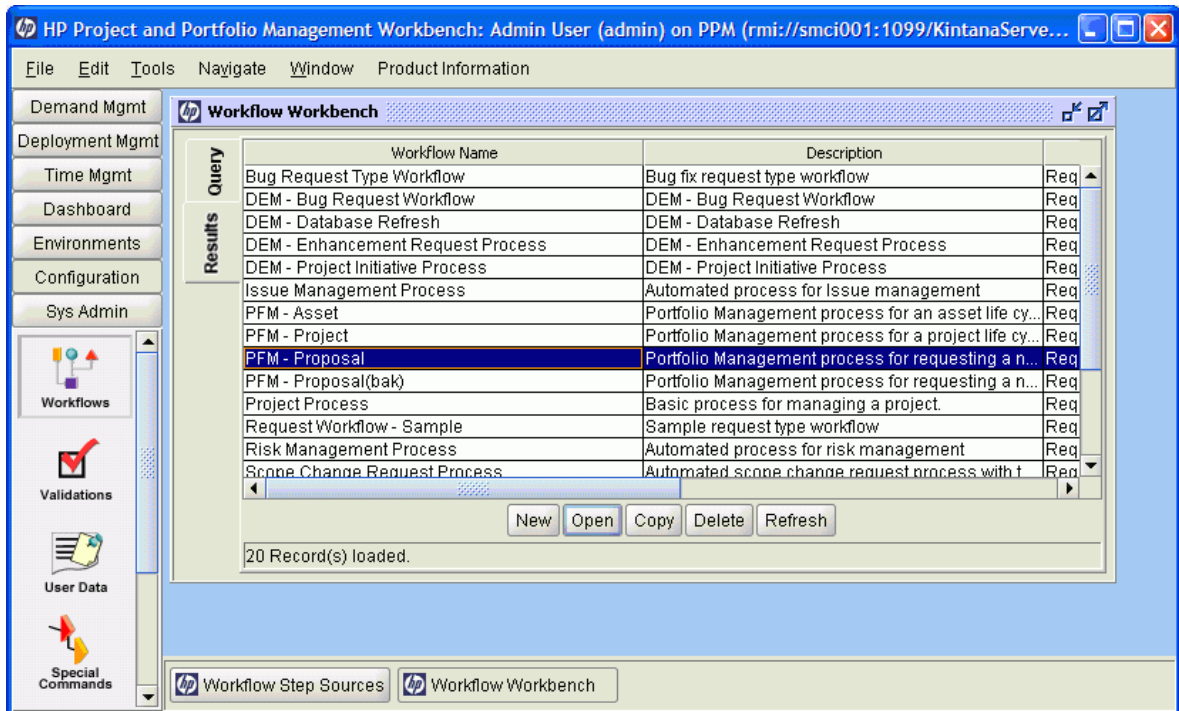 HP Project and Portfolio Management Workbench: Admin User (admin) on PPM (rmi://smci001:1099/KintanaServe...
File Edit Tools Navigate Window Product Information
Demand Mgmt
Deployment Mgmt
Time Mgmt
Dashboard
Environments
Configuration
Sys Admin
Workflows
Validations
User Data
Special
Commands
Workflow Workbench
Query
Results
Workflow Name Description
Bug Request Type Workflow Bug fix request type workflow Req
DEM - Bug Request Workflow DEM - Bug Request Workflow Req
DEM - Database Refresh DEM - Database Refresh Req
DEM - Enhancement Request Process DEM - Enhancement Request Process Req
DEM - Project Initiative Process DEM - Project Initiative Process Req
Issue Management Process Automated process for Issue management Req
PFM - Asset Portfolio Management process for an asset life cy... Req
PFM - Project Portfolio Management process for a project life cy... Req
PFM - Proposal Portfolio Management process for requesting a n... Req
PFM - Proposal(bak) Portfolio Management process for requesting a n... Req
Project Process Basic process for managing a project. Req
Request Workflow - Sample Sample request type workflow Req
Risk Management Process Automated process for risk management Req
Scope Change Request Process Automated scope change request process with t Req
New Open Copy Delete Refresh
20 Record(s) loaded.
Workflow Step Sources Workflow Workbench